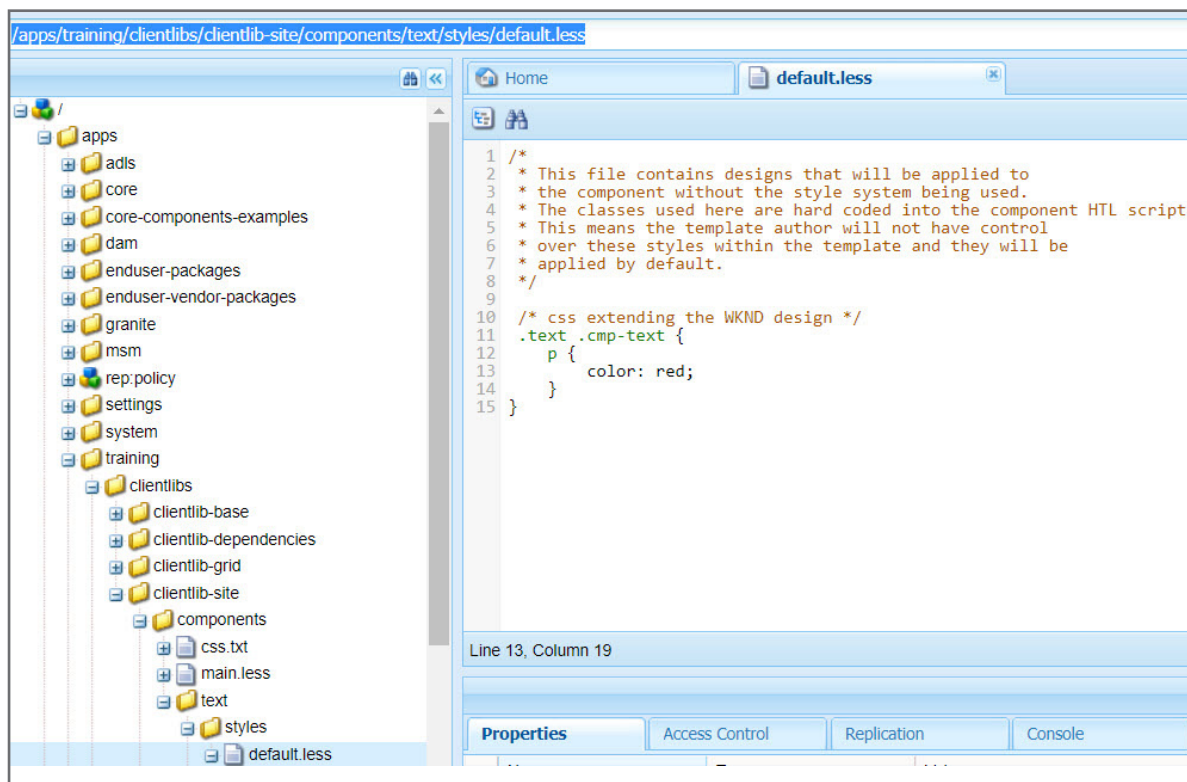 /apps/training/clientlibs/clientlib-site/components/text/styles/default.less
/
apps
adls
core
core-components-examples
dam
enduser-packages
enduser-vendor-packages
granite
msm
rep:policy
settings
system
training
clientlibs
clientlib-base
clientlib-dependencies
clientlib-grid
clientlib-site
components
css.txt
main.less
text
styles
default.less
Home
default.less
1 /*
2 * This file contains designs that will be applied to
3 * the component without the style system being used.
4 * The classes used here are hard coded into the component HTL script
5 * This means the template author will not have control
6 * over these styles within the template and they will be
7 * applied by default.
8 */
9
10 /* css extending the WKND design */
11 .text .cmp-text {
12 p {
13 color: red;
14 }
15 }
Line 13, Column 19
Properties
Access Control
Replication
Console